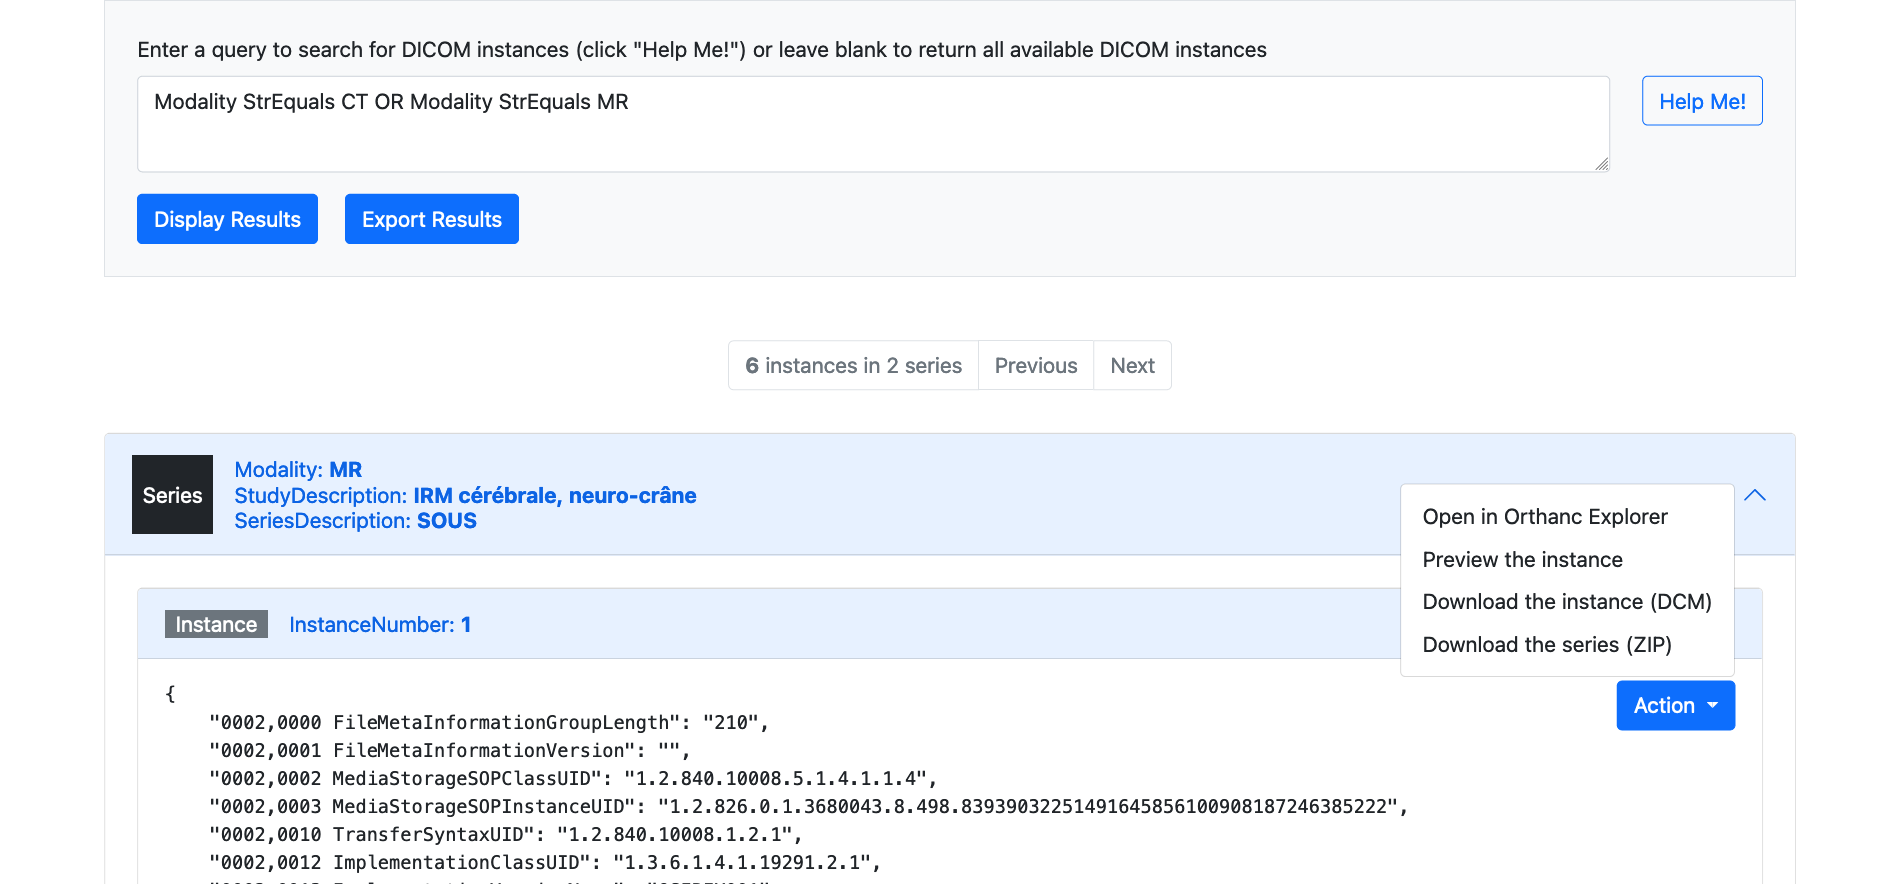 Enter a query to search for DICOM instances (click "Help Me!") or leave blank to return all available DICOM instances
Modality StrEquals CT OR Modality StrEquals MR
Help Me!
Display Results
Export Results
6 instances in 2 series
Previous
Next
Series
Modality: MR
StudyDescription: IRM cérébrale, neuro-crâne
SeriesDescription: SOUS
Open in Orthanc Explorer
Preview the instance
Download the instance (DCM)
Download the series (ZIP)
Instance
InstanceNumber: 1
Action
{
"0002,0000 FileMetaInformationGroupLength": "210",
"0002,0001 FileMetaInformationVersion": "",
"0002,0002 MediaStorageSOPClassUID": "1.2.840.10008.5.1.4.1.1.4",
"0002,0003 MediaStorageSOPInstanceUID": "1.2.826.0.1.3680043.8.498.83939032251491645856100908187246385222",
"0002,0010 TransferSyntaxUID": "1.2.840.10008.1.2.1",
"0002,0012 ImplementationClassUID": "1.3.6.1.4.1.19291.2.1",